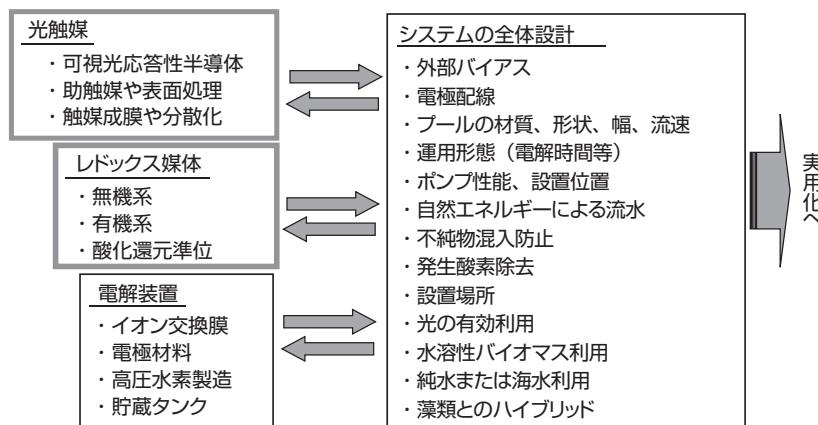 光触媒
・可視光応答性半導体
・助触媒や表面処理
・触媒成膜や分散化
レドックス媒体
・無機系
・有機系
・酸化還元準位
電解装置
・イオン交換膜
・電極材料
・高圧水素製造
・貯蔵タンク
システムの全体設計
・外部バイアス
・電極配線
・プールの材質、形状、幅、流速
・運用形態（電解時間等）
・ポンプ性能、設置位置
・自然エネルギーによる流水
・不純物混入防止
・発生酸素除去
・設置場所
・光の有効利用
・水溶性バイオマス利用
・純水または海水利用
・藻類とのハイブリッド
実用化へ